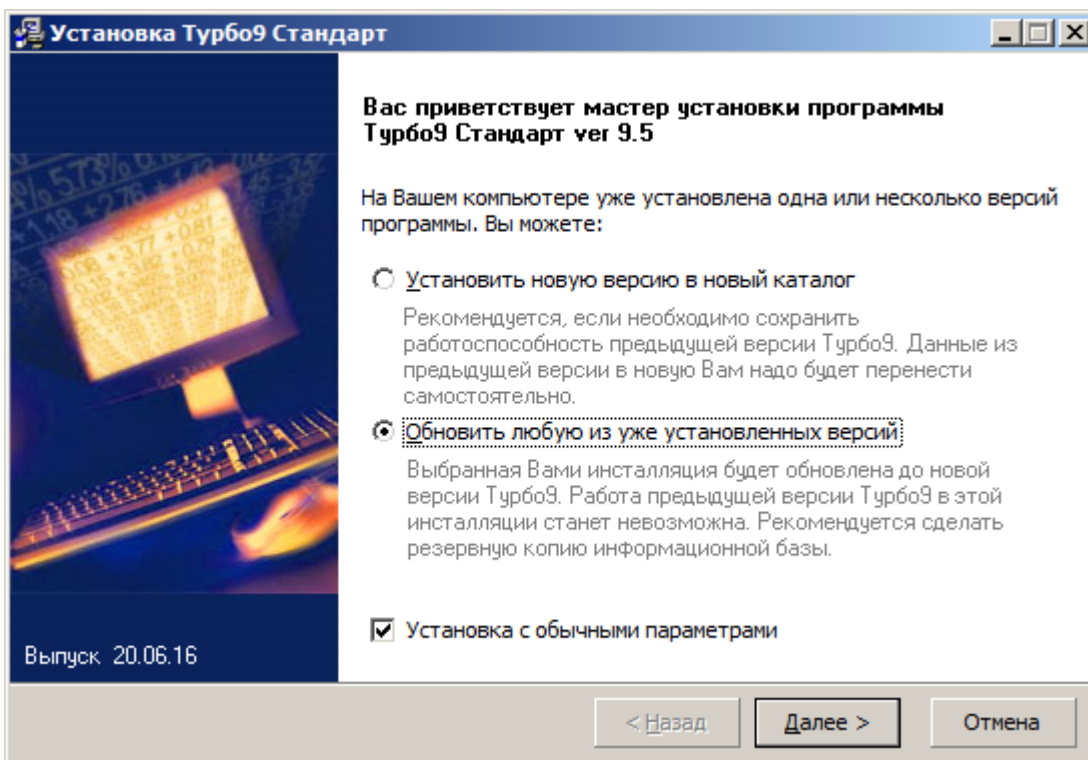 Установка Турбо9 Стандарт
Вас приветствует мастер установки программы
Турбо9 Стандарт ver 9.5
На Вашем компьютере уже установлена одна или несколько версий
программы. Вы можете:
Установить новую версию в новый каталог
Рекомендуется, если необходимо сохранить
работоспособность предыдущей версии Турбо9. Данные из
предыдущей версии в новую Вам надо будет перенести
самостоятельно.
Обновить любую из уже установленных версий
Выбранная Вами инсталляция будет обновлена до новой
версии Турбо9. Работа предыдущей версии Турбо9 в этой
инсталляции станет невозможна. Рекомендуется сделать
резервную копию информационной базы.
Установка с обычными параметрами
Выпуск 20.06.16
< Назад
Далее >
Отмена